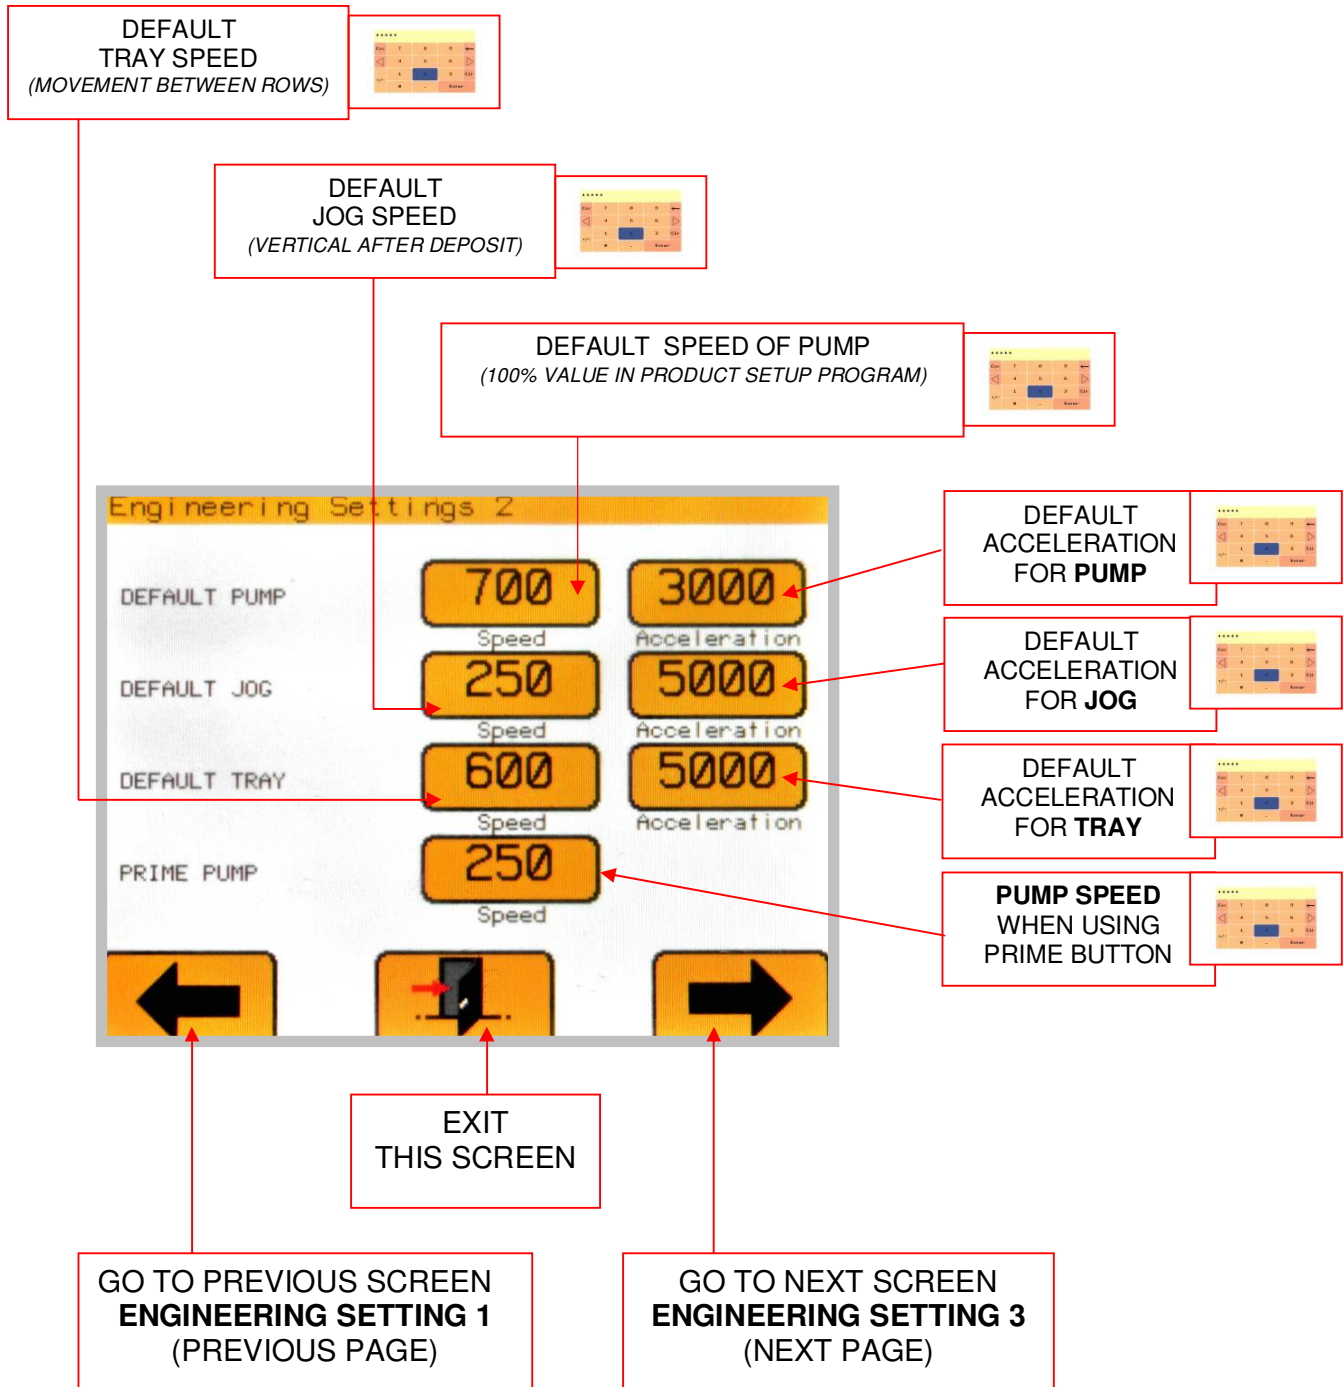 DEFAULT
TRAY SPEED
(MOVEMENT BETWEEN ROWS)
DEFAULT
JOG SPEED
(VERTICAL AFTER DEPOSIT)
DEFAULT SPEED OF PUMP
(100% VALUE IN PRODUCT SETUP PROGRAM)
Engineering Settings 2
DEFAULT PUMP
700
3000
Speed
Acceleration
DEFAULT JOG
250
5000
Speed
Acceleration
DEFAULT TRAY
600
5000
Speed
Acceleration
PRIME PUMP
250
Speed
DEFAULT
ACCELERATION
FOR PUMP
DEFAULT
ACCELERATION
FOR JOG
DEFAULT
ACCELERATION
FOR TRAY
PUMP SPEED
WHEN USING
PRIME BUTTON
EXIT
THIS SCREEN
GO TO PREVIOUS SCREEN
ENGINEERING SETTING 1
(PREVIOUS PAGE)
GO TO NEXT SCREEN
ENGINEERING SETTING 3
(NEXT PAGE)